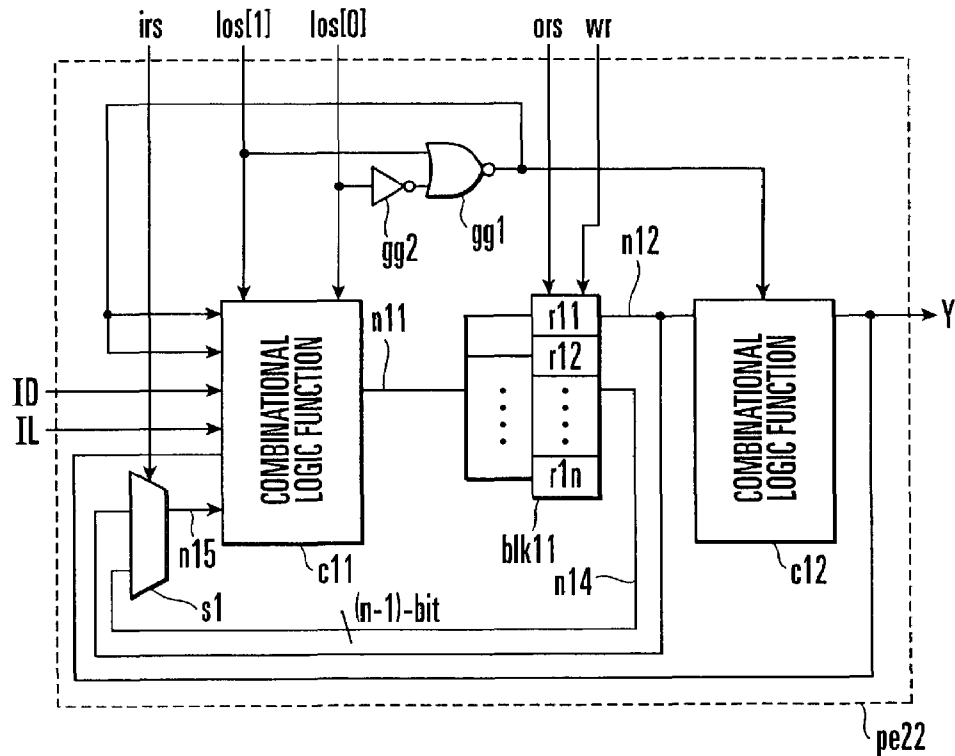 irs los[1] los[0] ors wr
gg2
gg1
n12
n11
r11
r12
r1n
Y
ID
IL
COMBINATIONAL
LOGIC FUNCTION
COMBINATIONAL
LOGIC FUNCTION
n15
c11
blk11
n14
c12
s1
(n-1)-bit
pe22